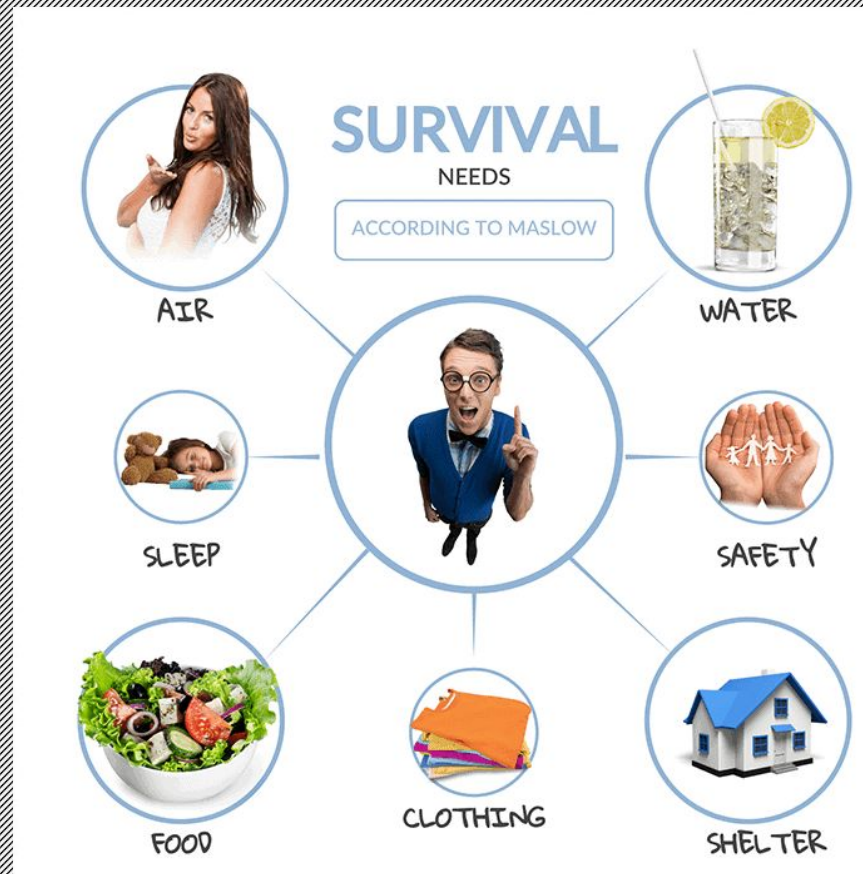 SURVIVAL
NEEDS
ACCORDING TO MASLOW
AIR
WATER
SLEEP
SAFETY
FOOD
CLOTHING
SHELTER